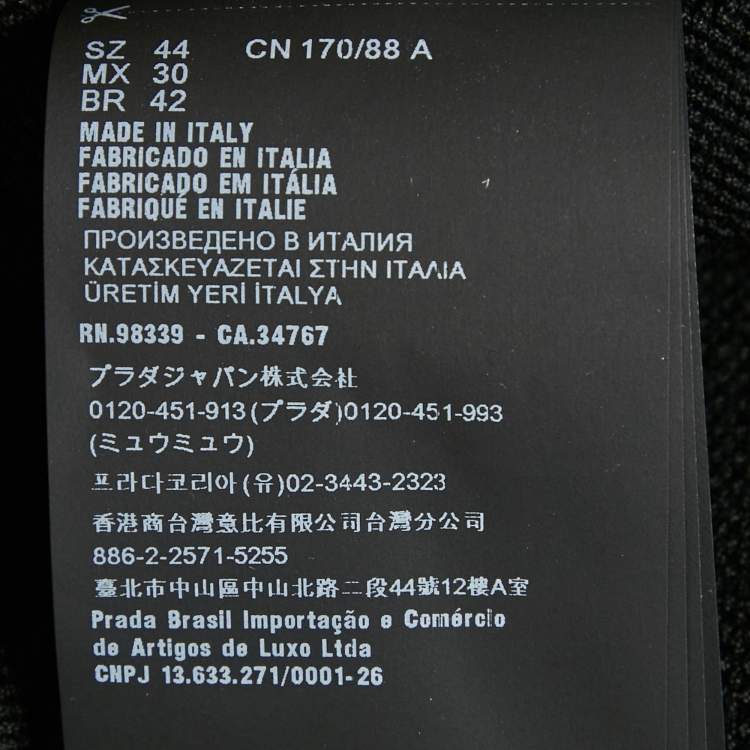 SZ 44 CN 170/88 A
MX 30
BR 42
MADE IN ITALY
FABRICADO EN ITALIA
FABRICADO EM ITÁLIA
FABRIQUÉ EN ITALIE
ПРОИЗВЕДЕНО В ИТАЛИЯ
ΚΑΤΑΣΚΕΥΑΖΕΤΑΙ ΣΤΗΝ ΙΤΑΛΙΑ
ÜRETİM YERİ İTALYA
RN.98339 - CA.34767
プラダジャパン株式会社
0120-451-913(プラダ)0120-451-993
(ミュウミュウ)
프라다코리아(유)02-3443-2323
香港商台灣意比有限公司台灣分公司
886-2-2571-5255
臺北市中山區中山北路二段44號12樓A室
Prada Brasil Importação e Comércio
de Artigos de Luxo Ltda
CNPJ 13.633.271/0001-26